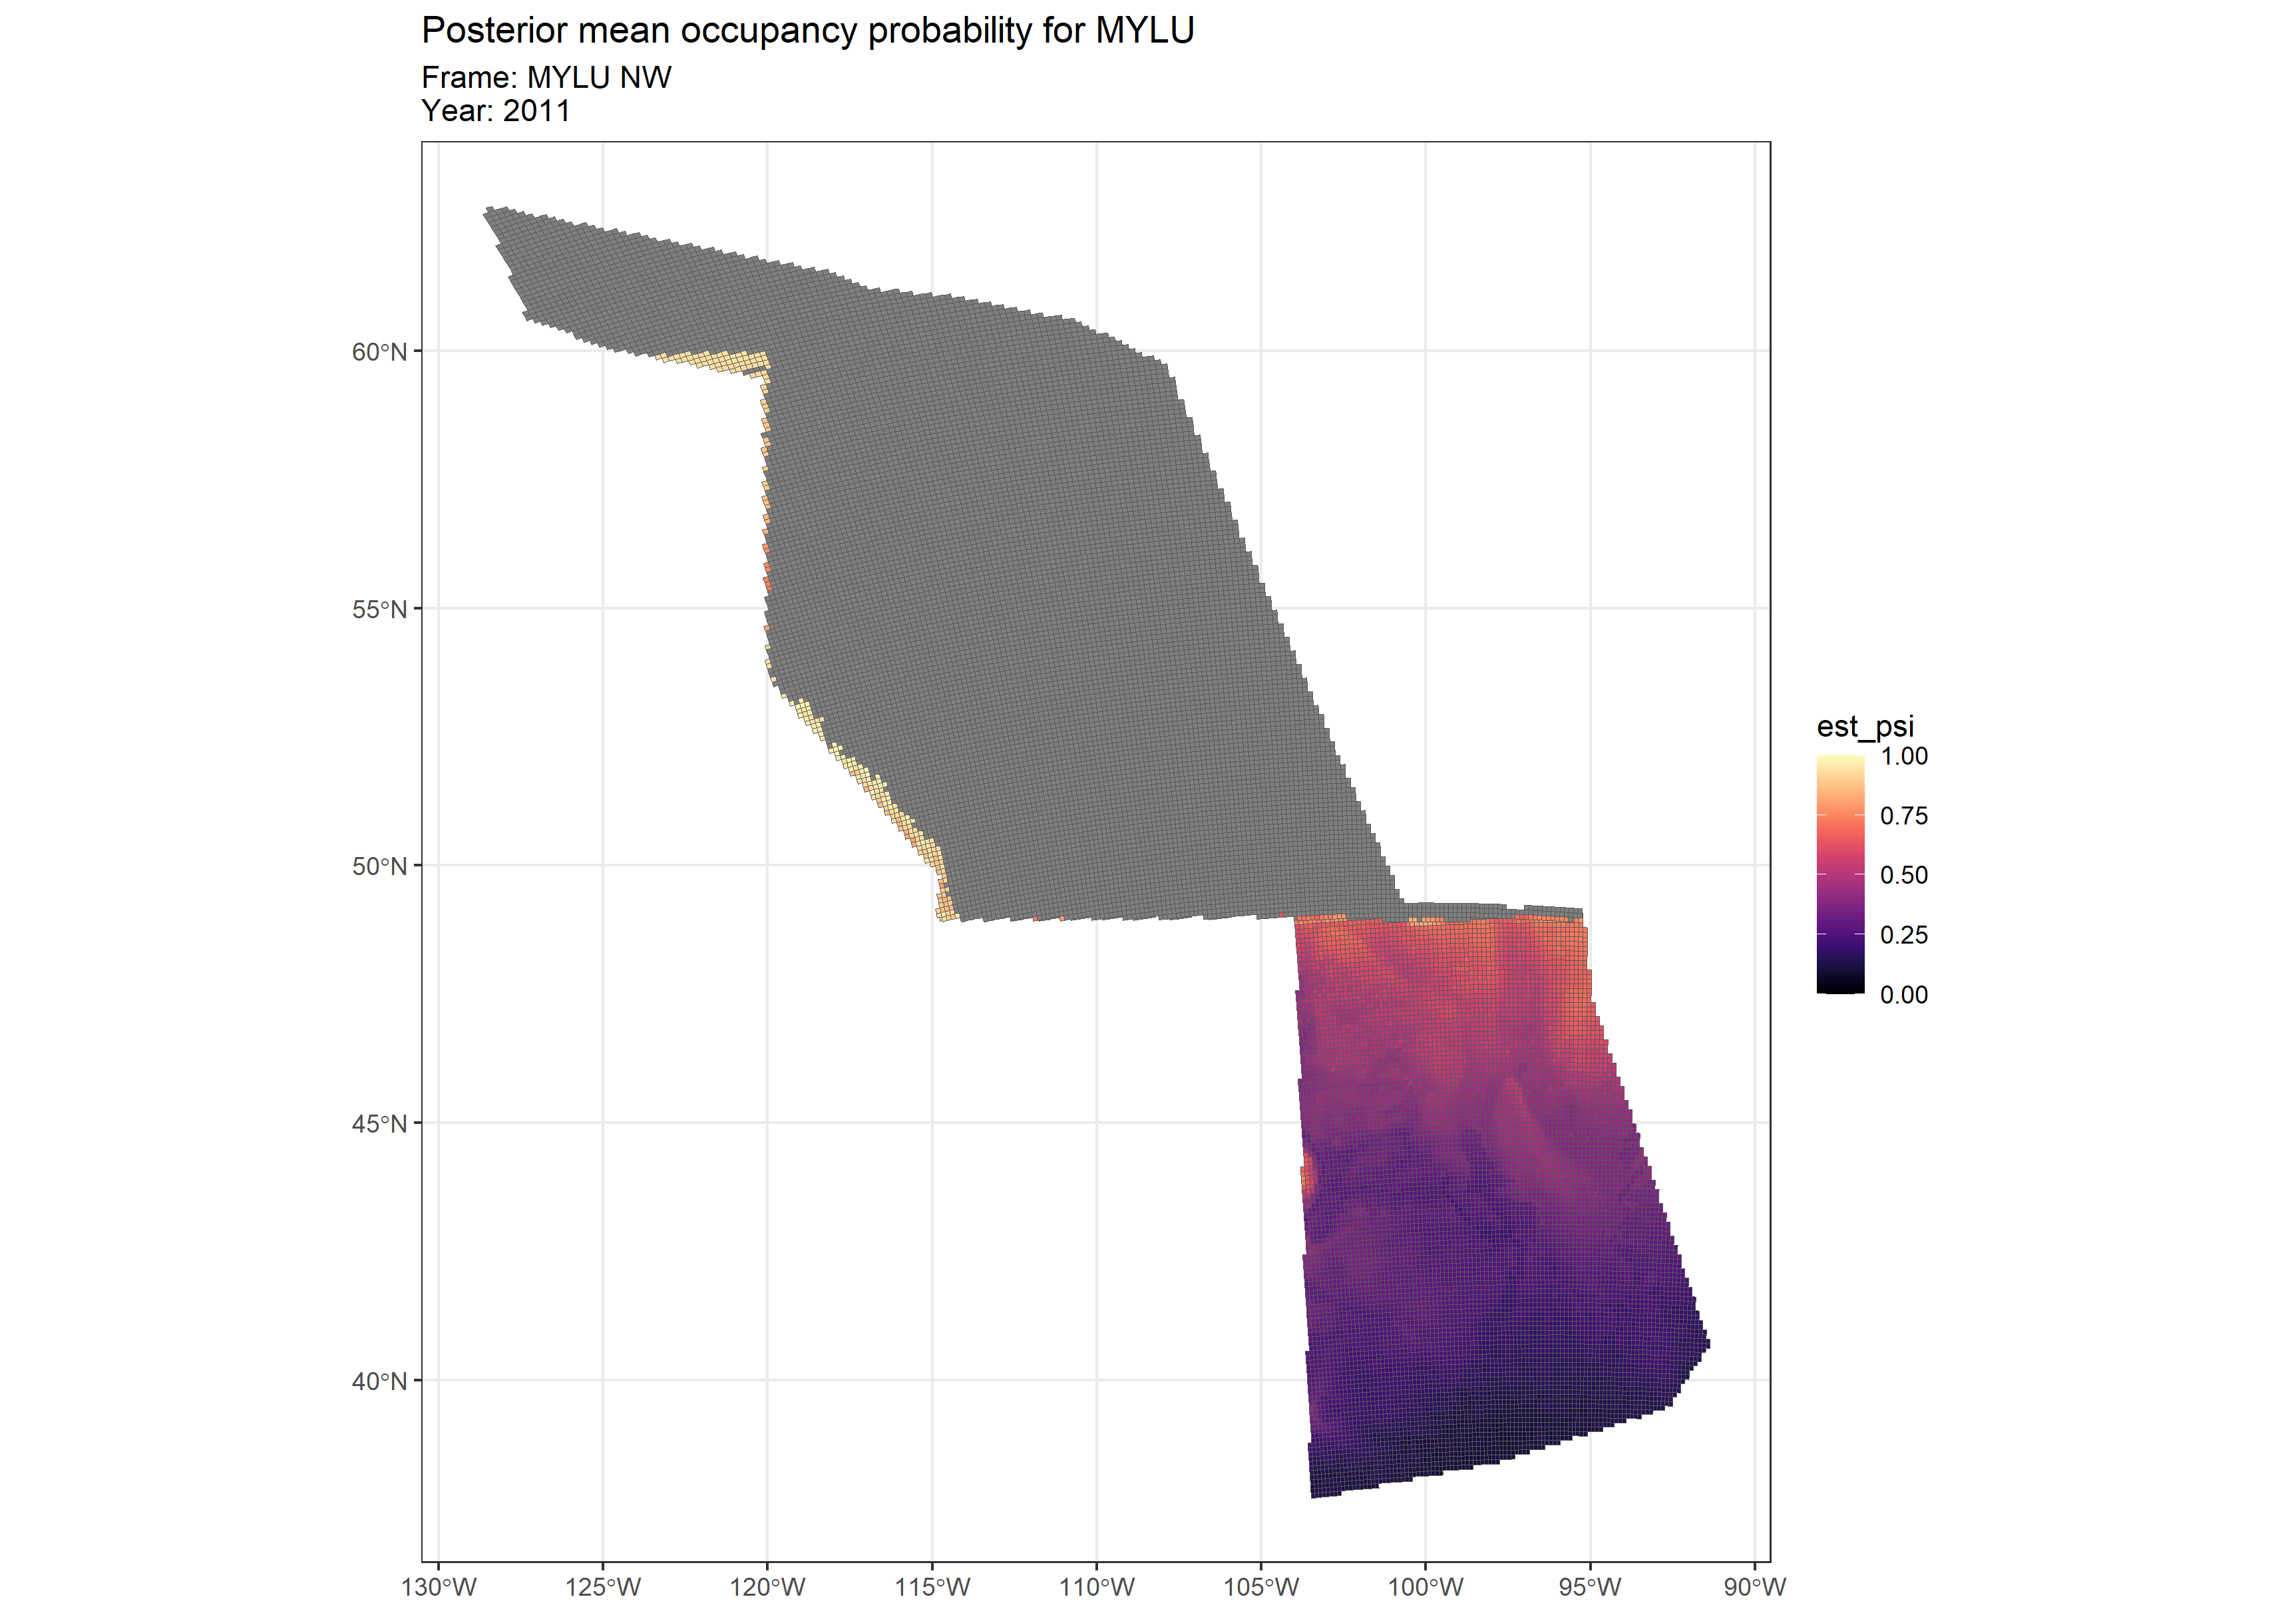 Posterior mean occupancy probability for MYLU
Frame: MYLU NW
Year: 2011
60°N
55°N
50°N
45°N
40°N
130°W 125°W 120°W 115°W 110°W 105°W 100°W 95°W 90°W
est_psi
1.00
0.75
0.50
0.25
0.00